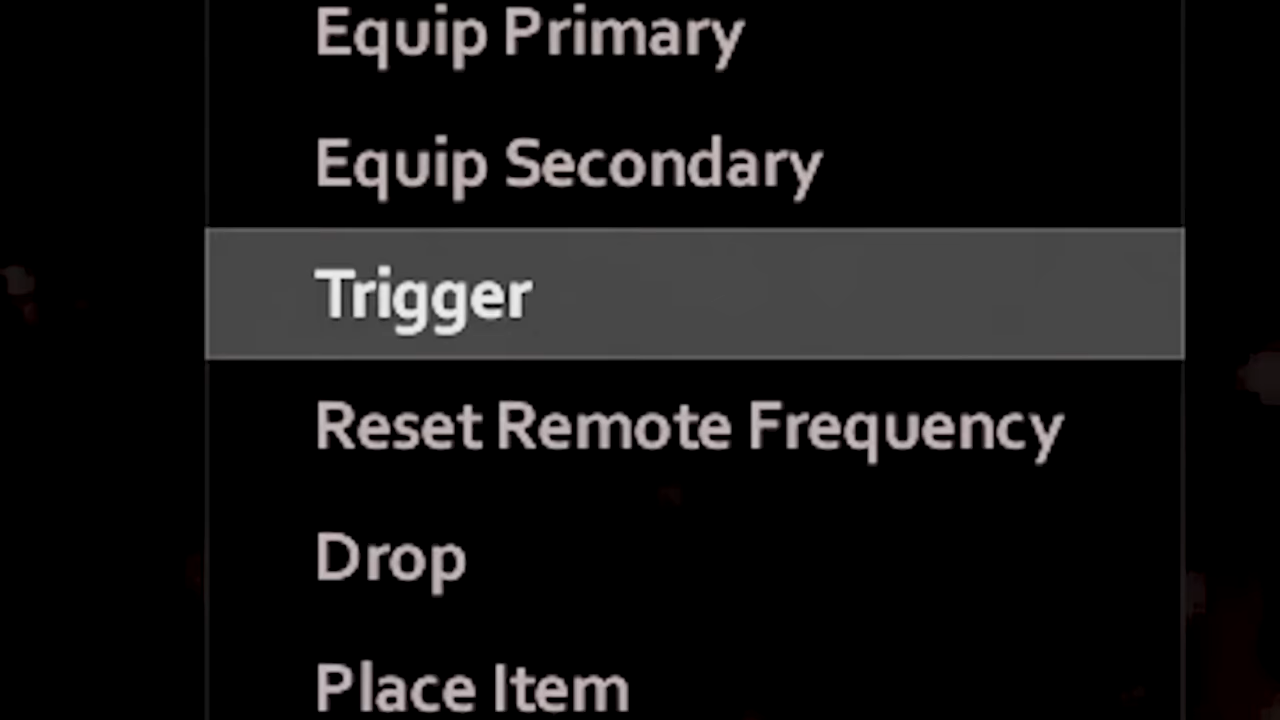 Equip Primary
Equip Secondary
Trigger
Reset Remote Frequency
Drop
Place Item